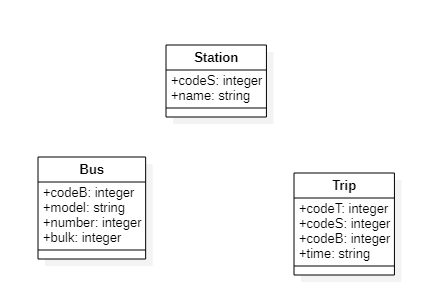 Station
+codeS: integer
+name: string
Bus
+codeB: integer
+model: string
+number: integer
+bulk: integer
Trip
+codeT: integer
+codeS: integer
+codeB: integer
+time: string